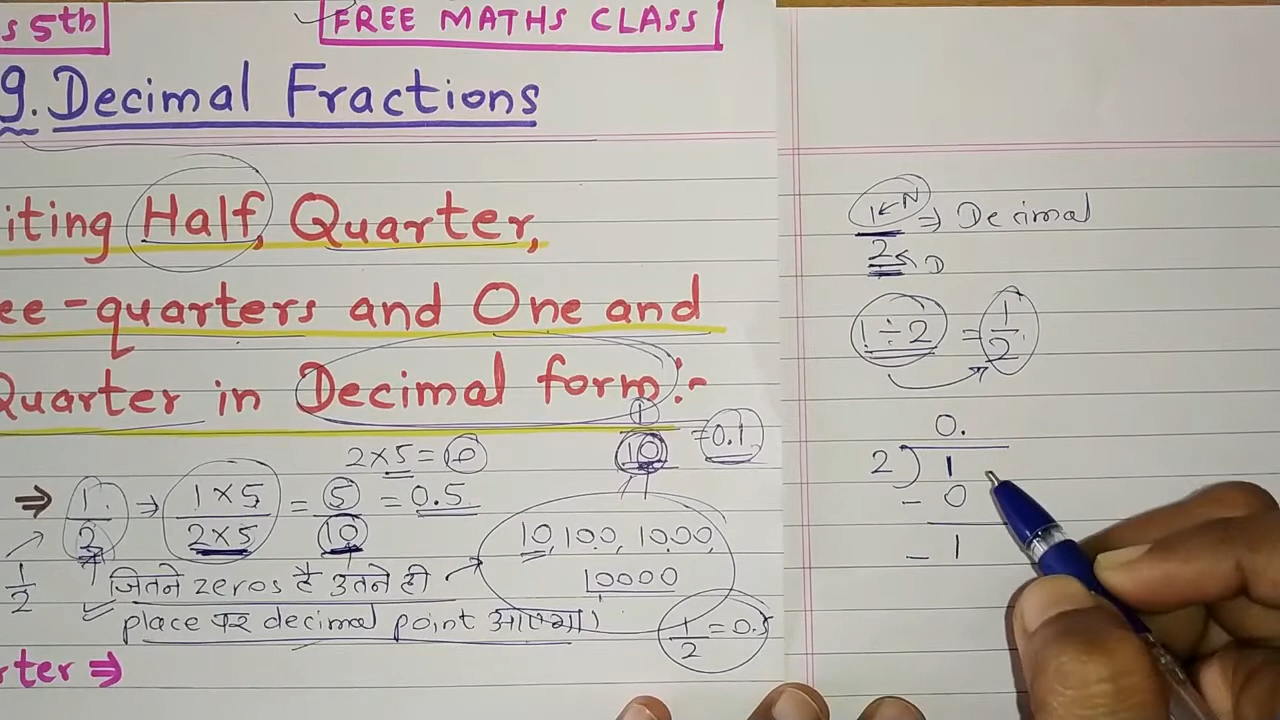 s 5th
FREE MATHS CLASS
9. Decimal Fractions
iting Half, Quarter,
ee-quarters and One and
Quarter in Decimal form:-
2×5=10
1/10 =0.1
⇒ 1/2 ⇒ 1×5/2×5 = 5/10 = 0.5
10,100,1000,
10000
1/2
जितने zeros है उतने ही
place पर decimal point आएगा।
1/2 = 0.5
rter ⇒
1←N ⇒ Decimal
2←D
1÷2 = 1/2
0.
2) 1
- 0
- 1